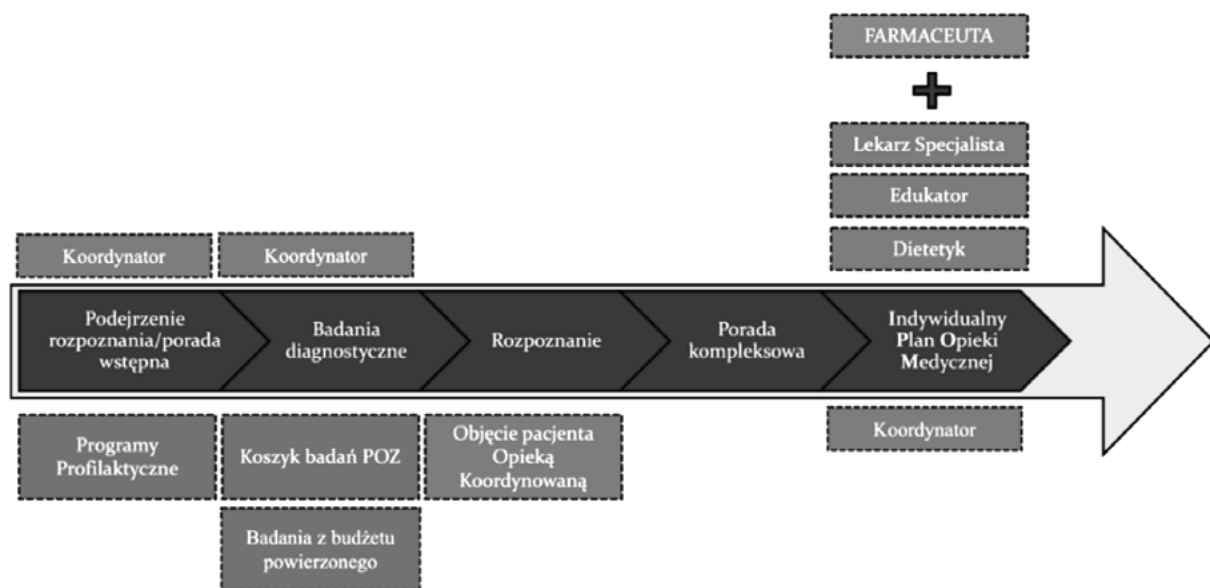 FARMACEUTA
Lekarz Specjalista
Edukator
Dietetyk
Koordynator
Koordynator
Podejrzenie
rozpoznania/porada
wstępna
Badania
diagnostyczne
Rozpoznanie
Porada
kompleksowa
Indywidualny
Plan Opieki
Medycznej
Programy
Profilaktyczne
Koszyk badań POZ
Objęcie pacjenta
Opieką
Koordynowaną
Koordynator
Badania z budżetu
powierzonego